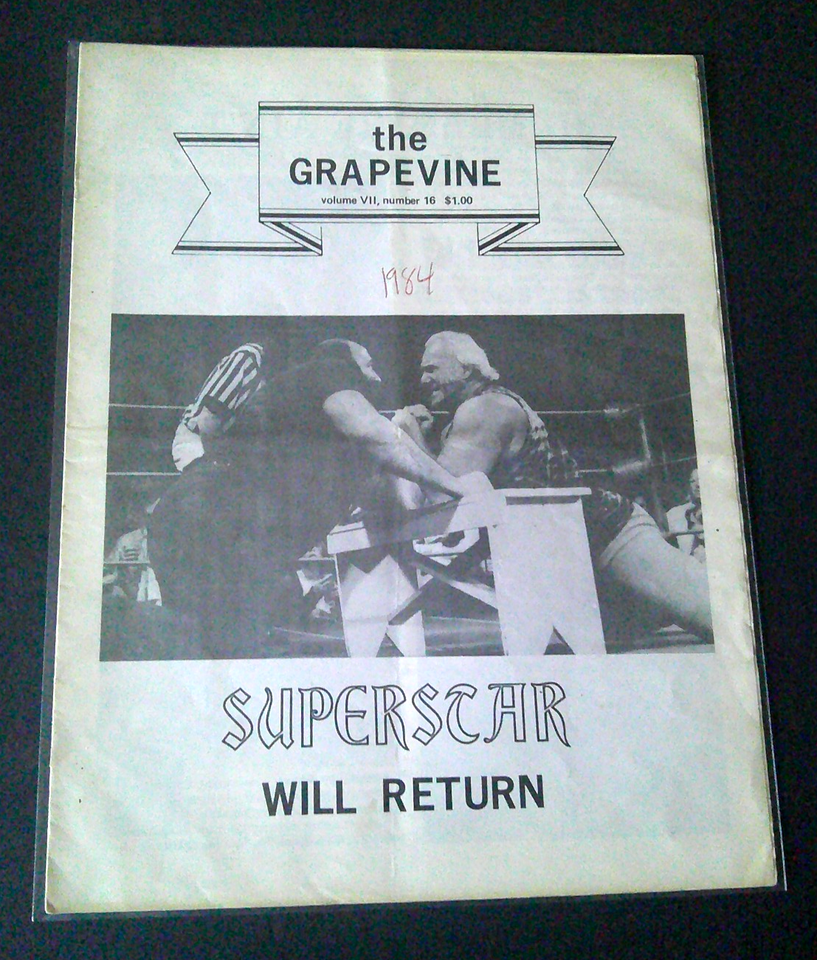 the
GRAPEVINE
volume VII, number 16 $1.00
1984
SUPERSTAR
WILL RETURN